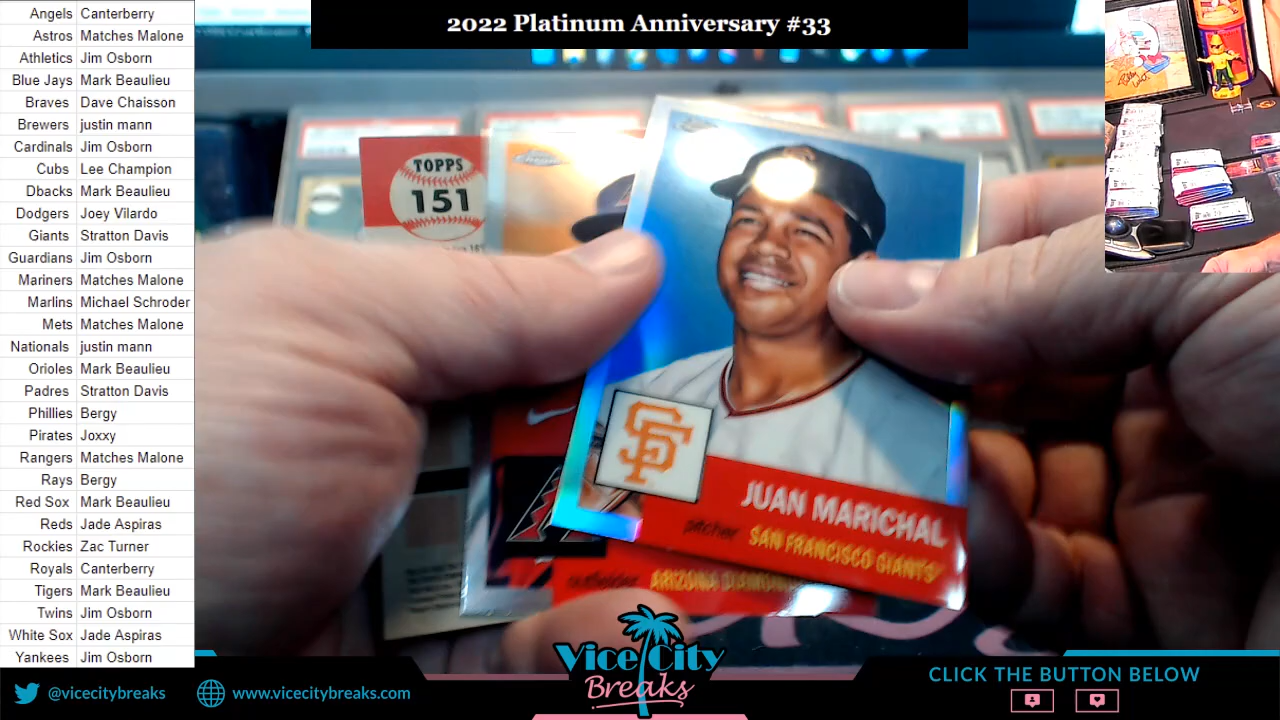 2022 Platinum Anniversary #33
Angels Canterberry
Astros Matches Malone
Athletics Jim Osborn
Blue Jays Mark Beaulieu
Braves Dave Chaisson
Brewers justin mann
Cardinals Jim Osborn
Cubs Lee Champion
Dbacks Mark Beaulieu
Dodgers Joey Vilardo
Giants Stratton Davis
Guardians Jim Osborn
Mariners Matches Malone
Marlins Michael Schroder
Mets Matches Malone
Nationals justin mann
Orioles Mark Beaulieu
Padres Stratton Davis
Phillies Bergy
Pirates Joxxy
Rangers Matches Malone
Rays Bergy
Red Sox Mark Beaulieu
Reds Jade Aspiras
Rockies Zac Turner
Royals Canterberry
Tigers Mark Beaulieu
Twins Jim Osborn
White Sox Jade Aspiras
Yankees Jim Osborn
TOPPS
151
Chrome
SF
JUAN MARICHAL
pitcher SAN FRANCISCO GIANTS
outfielder ARIZONA
Vice City
Breaks
@vicecitybreaks
www.vicecitybreaks.com
CLICK THE BUTTON BELOW